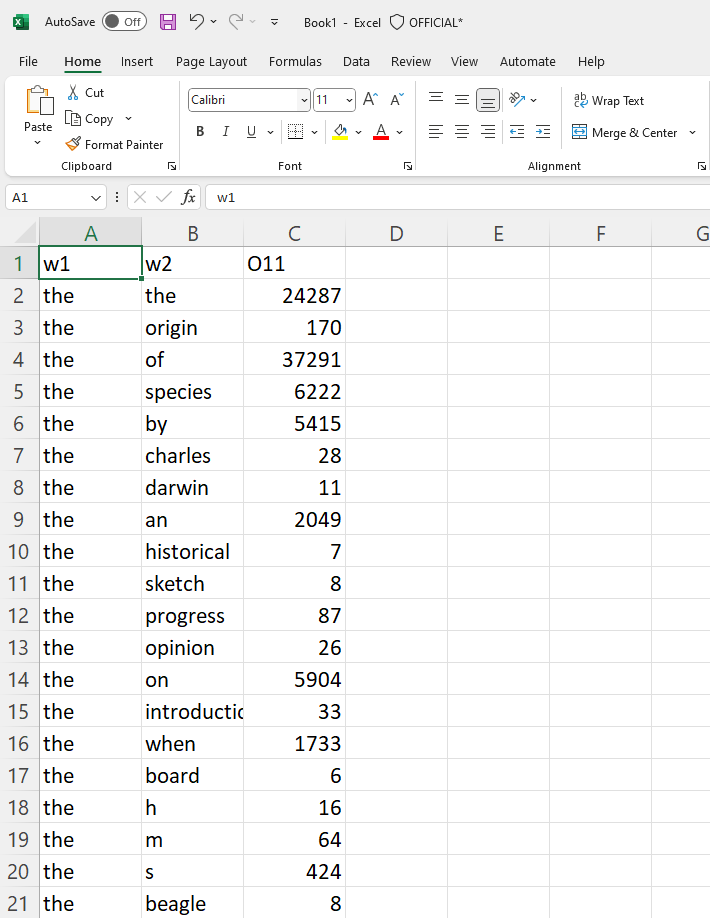 AutoSave Off Book1 - Excel OFFICIAL*
File Home Insert Page Layout Formulas Data Review View Automate Help
Paste
Cut
Copy
Format Painter
Clipboard
Calibri 11 A A
B I U A
Font
ab Wrap Text
Merge & Center
Alignment
A1 fx w1
A B C D E F G
1 w1 w2 O11
2 the the 24287
3 the origin 170
4 the of 37291
5 the species 6222
6 the by 5415
7 the charles 28
8 the darwin 11
9 the an 2049
10 the historical 7
11 the sketch 8
12 the progress 87
13 the opinion 26
14 the on 5904
15 the introductic 33
16 the when 1733
17 the board 6
18 the h 16
19 the m 64
20 the s 424
21 the beagle 8